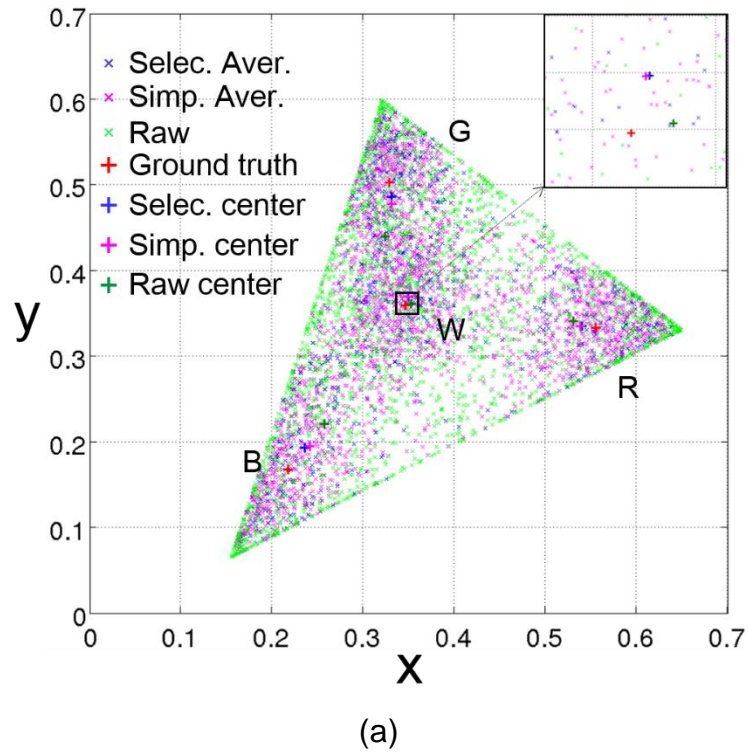 0.7
× Selec. Aver.
× Simp. Aver.
× Raw
+ Ground truth
+ Selec. center
+ Simp. center
+ Raw center
0.6
0.5
0.4
0.3
0.2
0.1
0
y
G
W
R
B
0 0.1 0.2 0.3 0.4 0.5 0.6 0.7
x
(a)